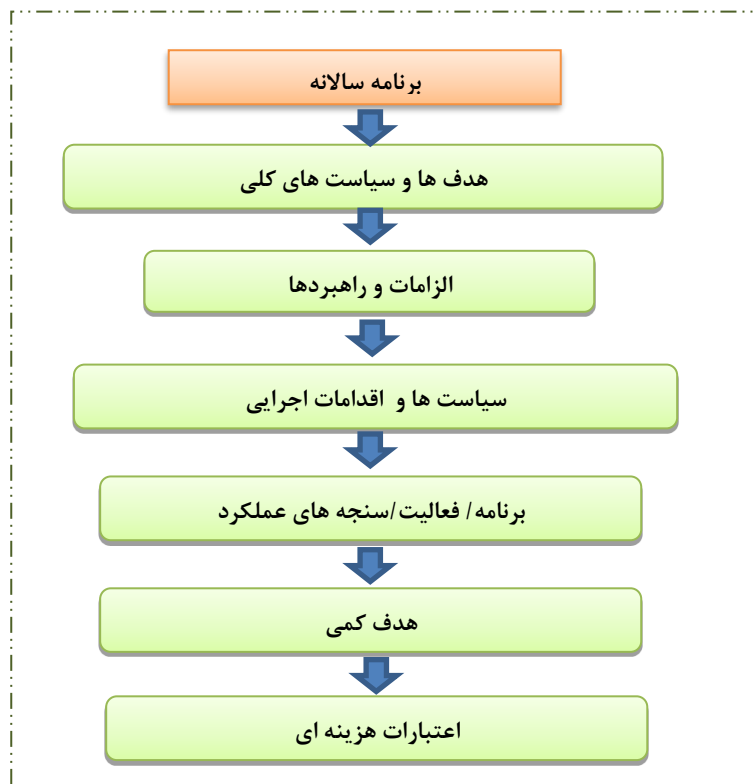 برنامه سالانه
هدف ها و سیاست های کلی
الزامات و راهبردها
سیاست ها و اقدامات اجرایی
برنامه/ فعالیت/سنجه های عملکرد
هدف کمی
اعتبارات هزینه ای